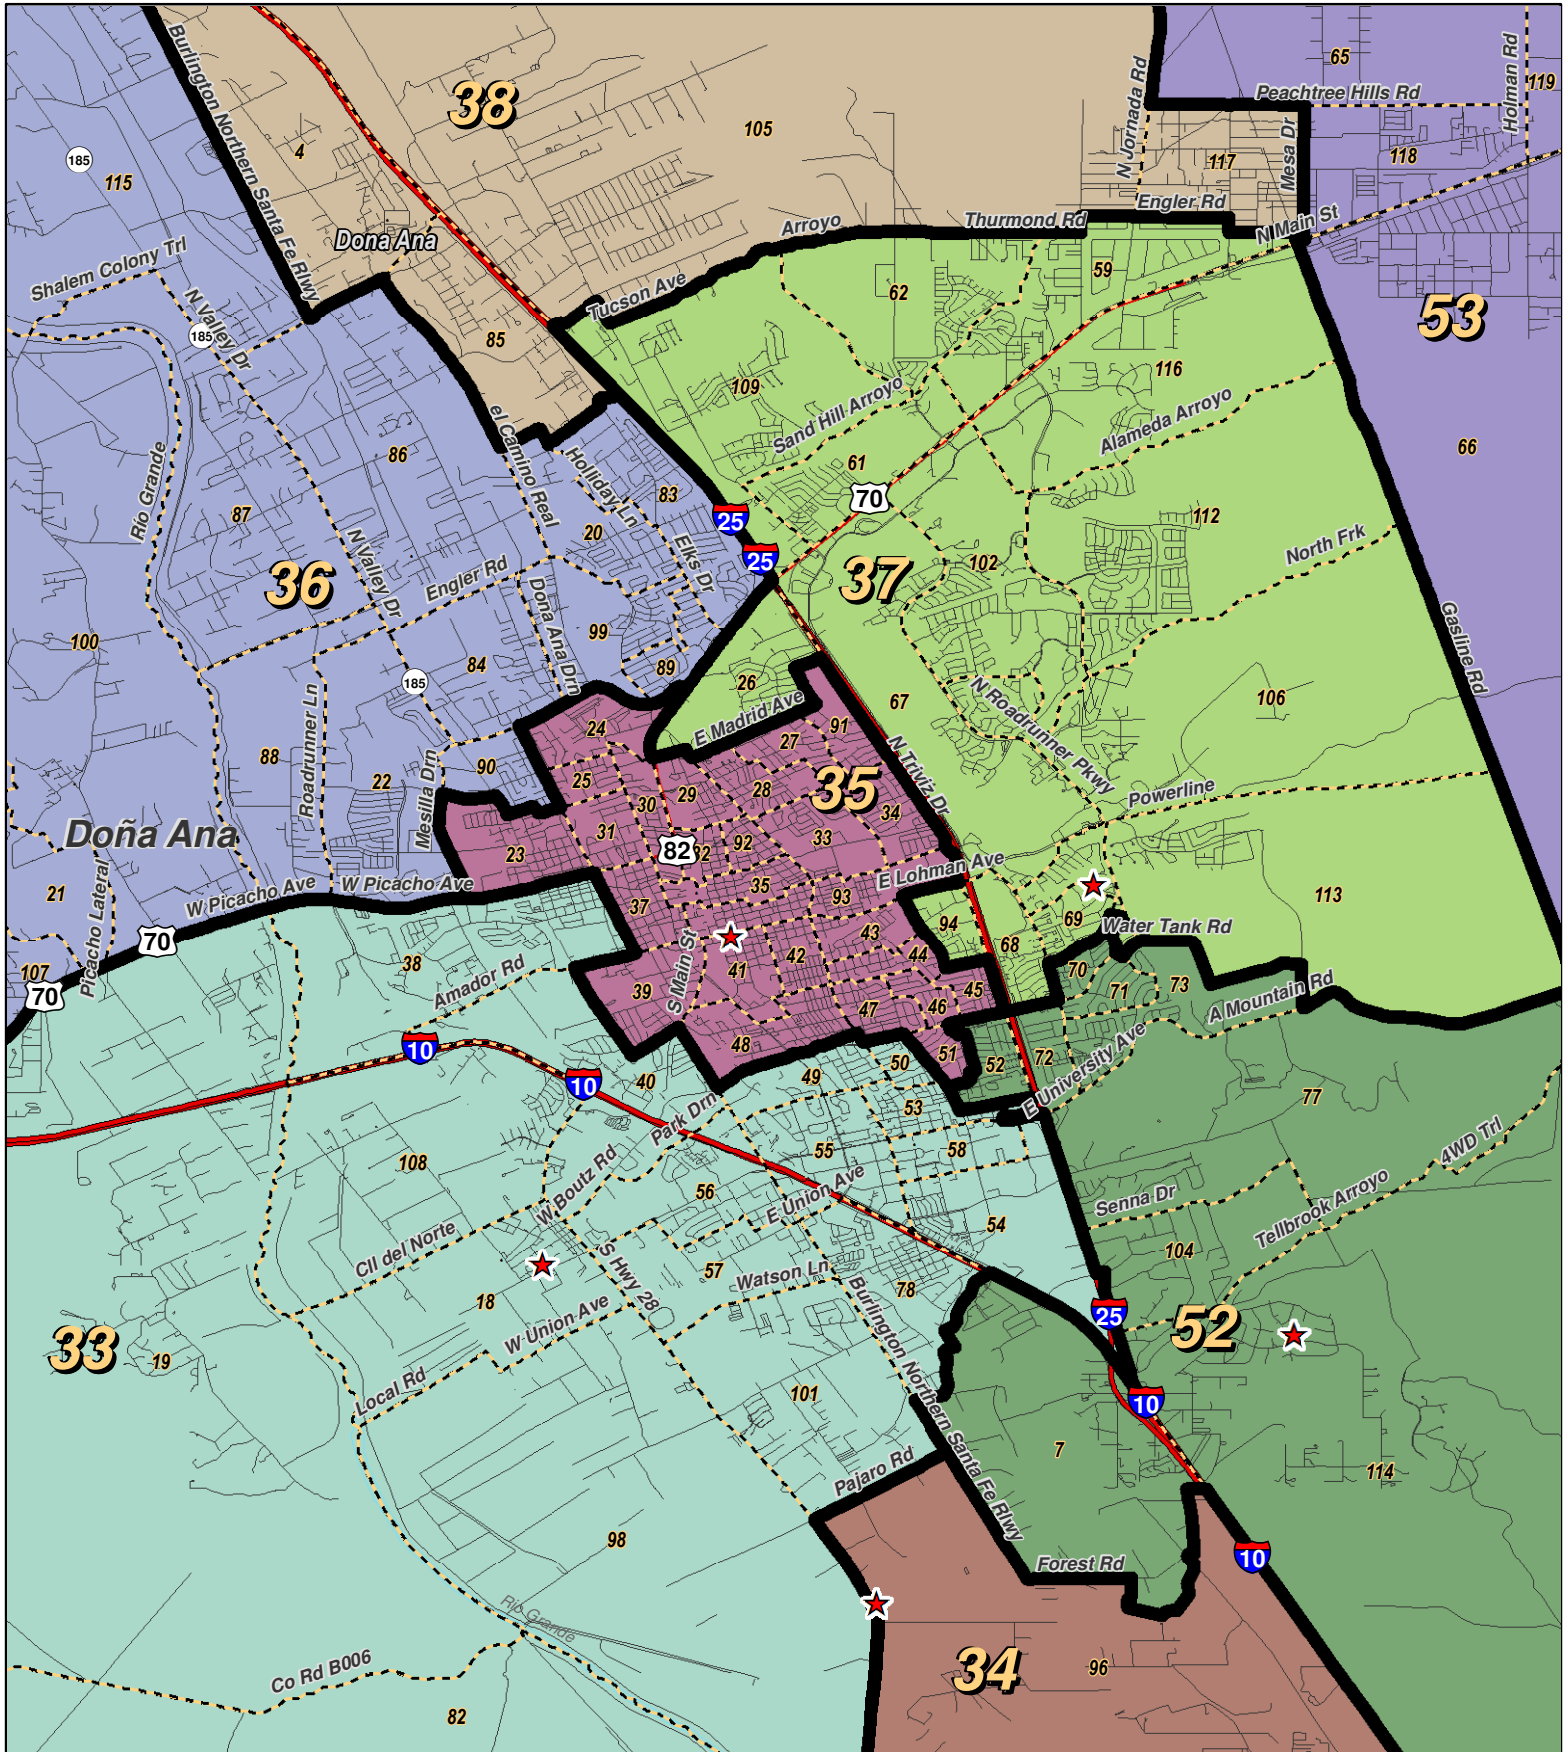 65
Holman Rd
119
Peachtree Hills Rd
Burlington Northern Santa Fe Rlwy
38
105
N Jornada Rd
Mesa Dr
118
4
185
115
117
Engler Rd
Thurmond Rd
Arroyo
N Main St
Dona Ana
Shalem Colony Trl
N Valley Dr
185
Tucson Ave
62
59
53
85
109
116
Sand Hill Arroyo
Alameda Arroyo
el Camino Real
Holliday Ln
86
Rio Grande
61
66
83
70
87
25
112
20
Elks Dr
25
N Valley Dr
North Frk
36
Engler Rd
37
102
Dona Ana Drn
100
99
Gasline Rd
84
89
185
26
67
N Roadrunner Pkwy
106
Roadrunner Ln
E Madrid Ave
24
91
27
88
90
22
25
Mesilla Drn
29
28
35
N Triviz Dr
Powerline
30
34
Doña Ana
31
33
92
82
23
E Lohman Ave
W Picacho Ave
W Picacho Ave
35
93
21
Picacho Lateral
37
113
69
94
Water Tank Rd
43
70
S Main St
42
44
68
38
41
107
70
Amador Rd
39
45
70
71
73
A Mountain Rd
46
47
10
48
51
52
72
50
E University Ave
49
40
10
77
Park Drn
53
4WD Trl
55
58
108
W Boutz Rd
56
E Union Ave
Senna Dr
Tellbrook Arroyo
54
Cll del Norte
104
S Hwy 28
57
Watson Ln
78
18
25
W Union Ave
52
Burlington Northern Santa Fe Rlwy
33
19
Local Rd
101
10
7
114
Pajaro Rd
98
10
Forest Rd
Rio Grande
34
96
Co Rd B006
82